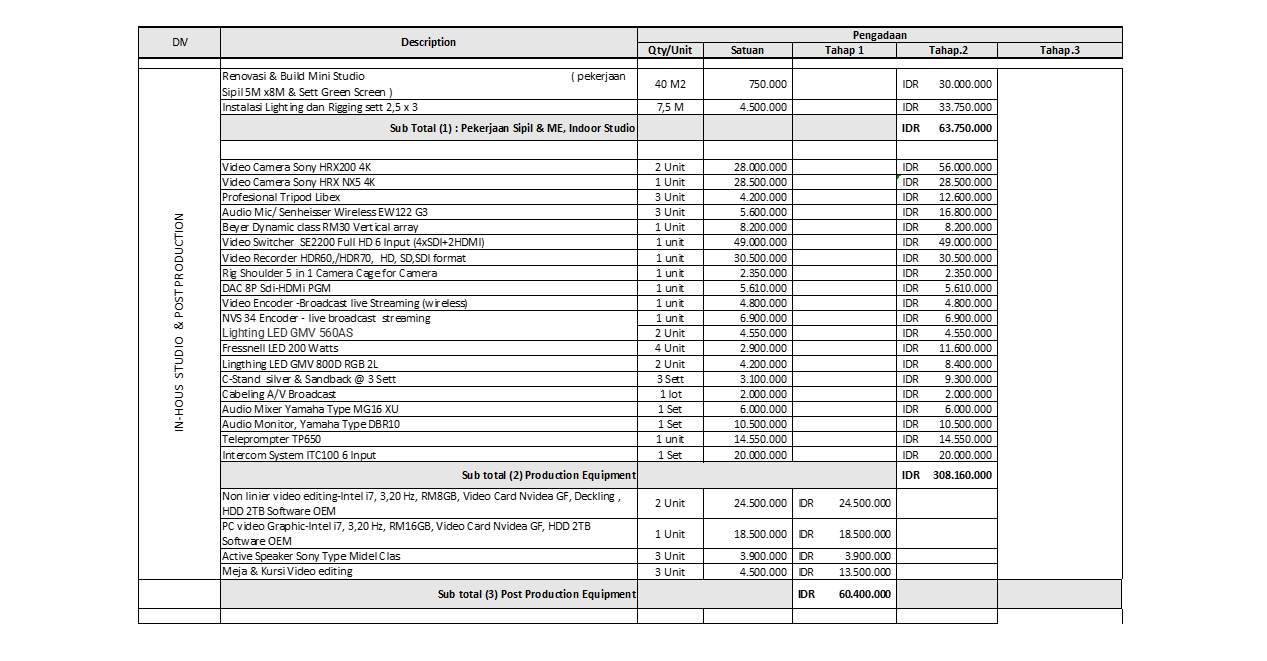 DIV Description Pengadaan
Qty/Unit Satuan Tahap 1 Tahap.2 Tahap.3
IN-HOUS STUDIO & POST PRODUCTION
Renovasi & Build Mini Studio ( pekerjaan
Sipil 5M x8M & Sett Green Screen ) 40 M2 750.000 IDR 30.000.000
Instalasi Lighting dan Rigging sett 2,5 x 3 7,5 M 4.500.000 IDR 33.750.000
Sub Total (1) : Pekerjaan Sipil & ME, Indoor Studio IDR 63.750.000
Video Camera Sony HRX200 4K 2 Unit 28.000.000 IDR 56.000.000
Video Camera Sony HRX NX5 4K 1 Unit 28.500.000 IDR 28.500.000
Profesional Tripod Libex 3 Unit 4.200.000 IDR 12.600.000
Audio Mic/ Senheisser Wireless EW122 G3 3 Unit 5.600.000 IDR 16.800.000
Beyer Dynamic class RM30 Vertical array 1 Unit 8.200.000 IDR 8.200.000
Video Switcher SE2200 Full HD 6 Input (4xSDI+2HDMI) 1 unit 49.000.000 IDR 49.000.000
Video Recorder HDR60,/HDR70, HD, SD,SDI format 1 unit 30.500.000 IDR 30.500.000
Rig Shoulder 5 in 1 Camera Cage for Camera 1 unit 2.350.000 IDR 2.350.000
DAC 8P Sdi-HDMi PGM 1 unit 5.610.000 IDR 5.610.000
Video Encoder -Broadcast live Streaming (wireless) 1 unit 4.800.000 IDR 4.800.000
NVS 34 Encoder - live broadcast streaming 1 unit 6.900.000 IDR 6.900.000
Lighting LED GMV 560AS 2 Unit 4.550.000 IDR 4.550.000
Fressnell LED 200 Watts 4 Unit 2.900.000 IDR 11.600.000
Lingthing LED GMV 800D RGB 2L 2 Unit 4.200.000 IDR 8.400.000
C-Stand silver & Sandback @ 3 Sett 3 Sett 3.100.000 IDR 9.300.000
Cabeling A/V Broadcast 1 lot 2.000.000 IDR 2.000.000
Audio Mixer Yamaha Type MG16 XU 1 Set 6.000.000 IDR 6.000.000
Audio Monitor, Yamaha Type DBR10 1 Set 10.500.000 IDR 10.500.000
Teleprompter TP650 1 unit 14.550.000 IDR 14.550.000
Intercom System ITC100 6 Input 1 Set 20.000.000 IDR 20.000.000
Sub total (2) Production Equipment IDR 308.160.000
Non linier video editing-Intel i7, 3,20 Hz, RM8GB, Video Card Nvidea GF, Deckling ,
HDD 2TB Software OEM 2 Unit 24.500.000 IDR 24.500.000
PC video Graphic-Intel i7, 3,20 Hz, RM16GB, Video Card Nvidea GF, HDD 2TB
Software OEM 1 Unit 18.500.000 IDR 18.500.000
Active Speaker Sony Type Midel Clas 3 Unit 3.900.000 IDR 3.900.000
Meja & Kursi Video editing 3 Unit 4.500.000 IDR 13.500.000
Sub total (3) Post Production Equipment IDR 60.400.000